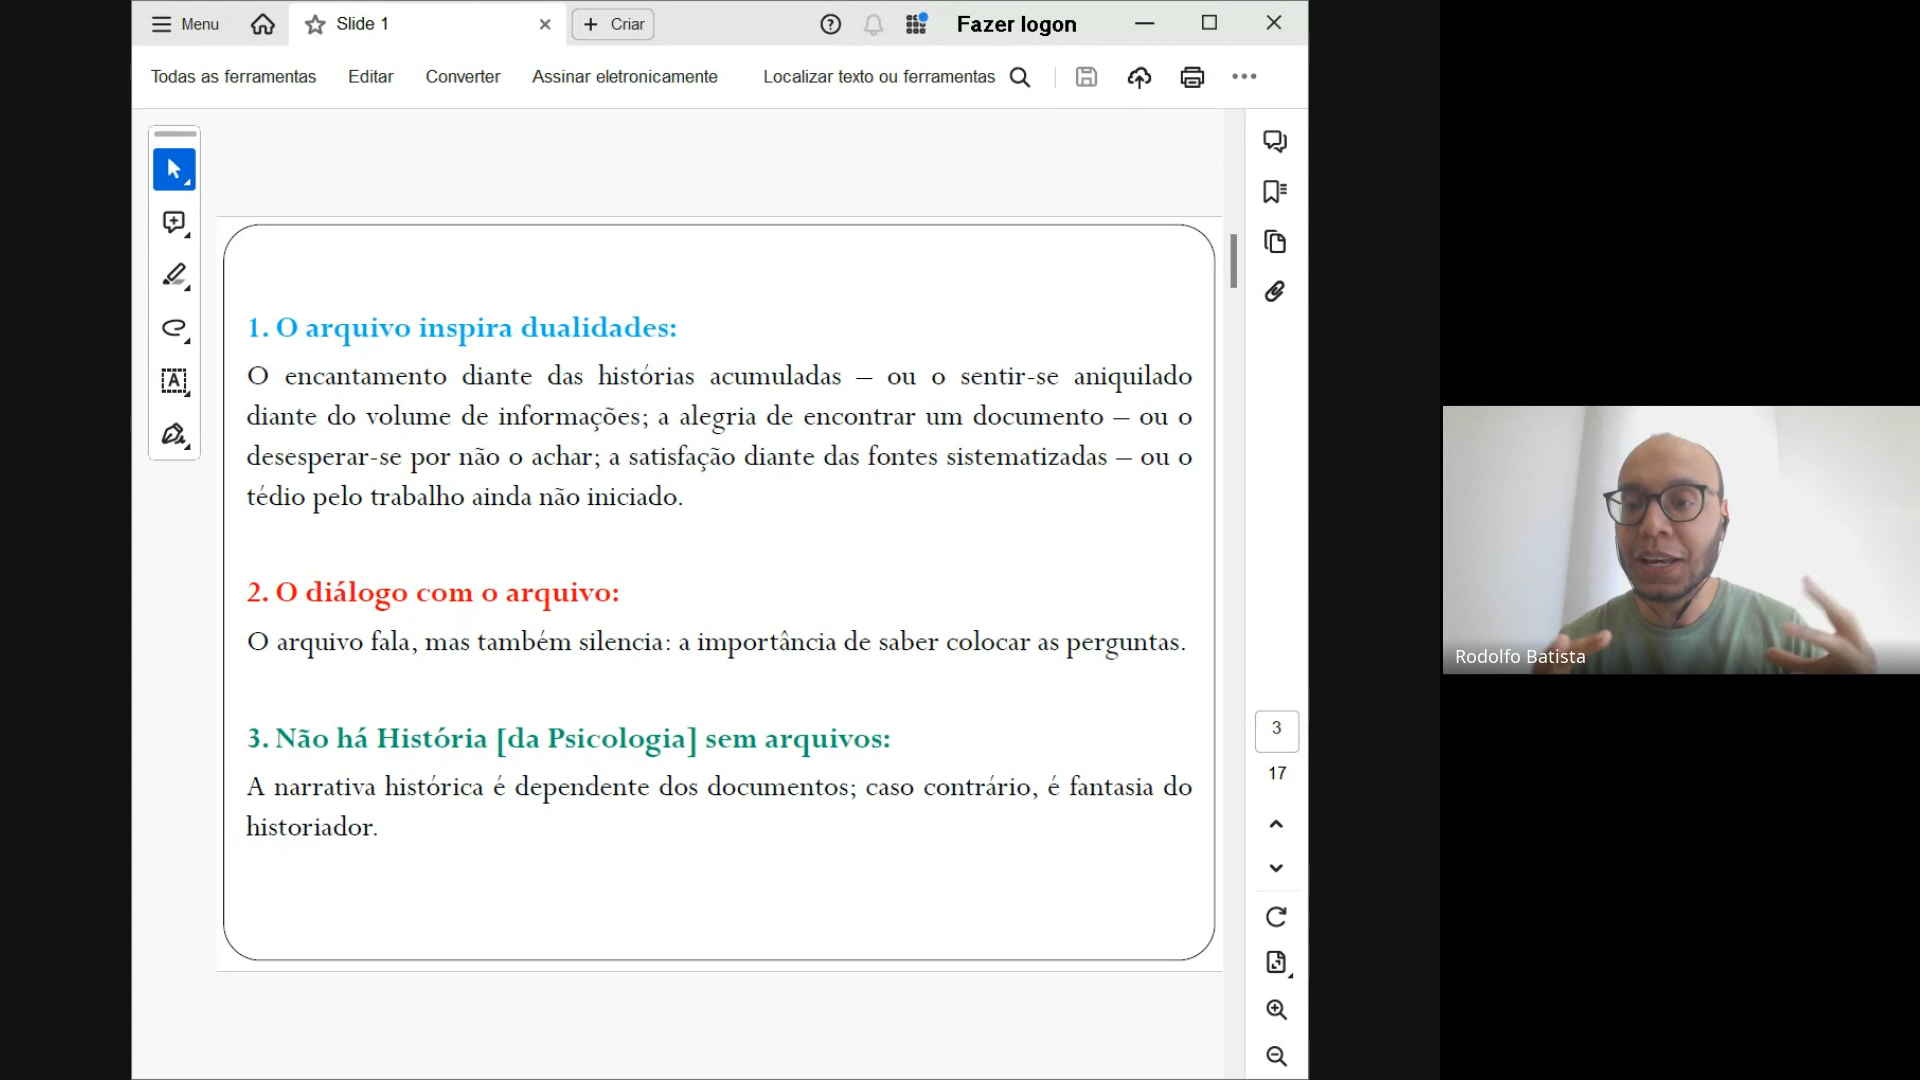 Menu
Slide 1
Criar
Fazer logon
Todas as ferramentas
Editar
Converter
Assinar eletronicamente
Localizar texto ou ferramentas
1. O arquivo inspira dualidades:
O encantamento diante das histórias acumuladas – ou o sentir-se aniquilado
diante do volume de informações; a alegria de encontrar um documento – ou o
desesperar-se por não o achar; a satisfação diante das fontes sistematizadas – ou o
tédio pelo trabalho ainda não iniciado.
2. O diálogo com o arquivo:
O arquivo fala, mas também silencia: a importância de saber colocar as perguntas.
3. Não há História [da Psicologia] sem arquivos:
A narrativa histórica é dependente dos documentos; caso contrário, é fantasia do
historiador.
3
17
Rodolfo Batista